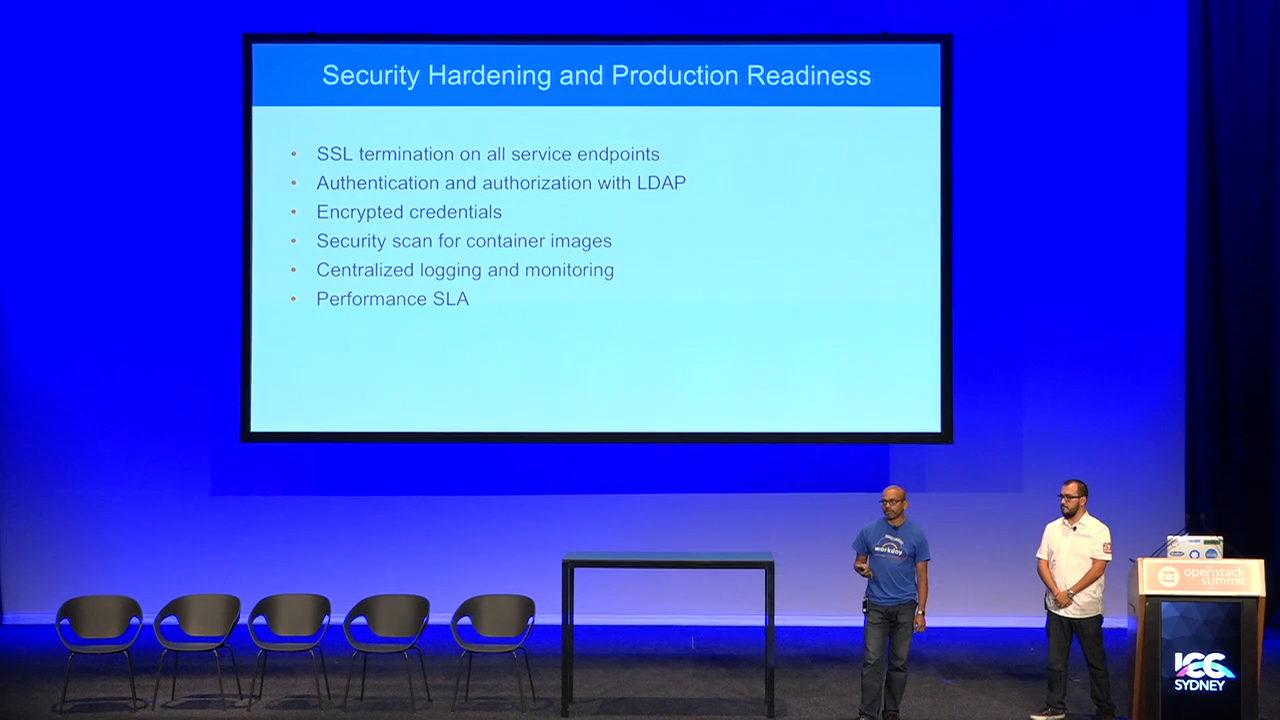 Security Hardening and Production Readiness
• SSL termination on all service endpoints
• Authentication and authorization with LDAP
• Encrypted credentials
• Security scan for container images
• Centralized logging and monitoring
• Performance SLA
workday
openstack
summit
ICC
SYDNEY